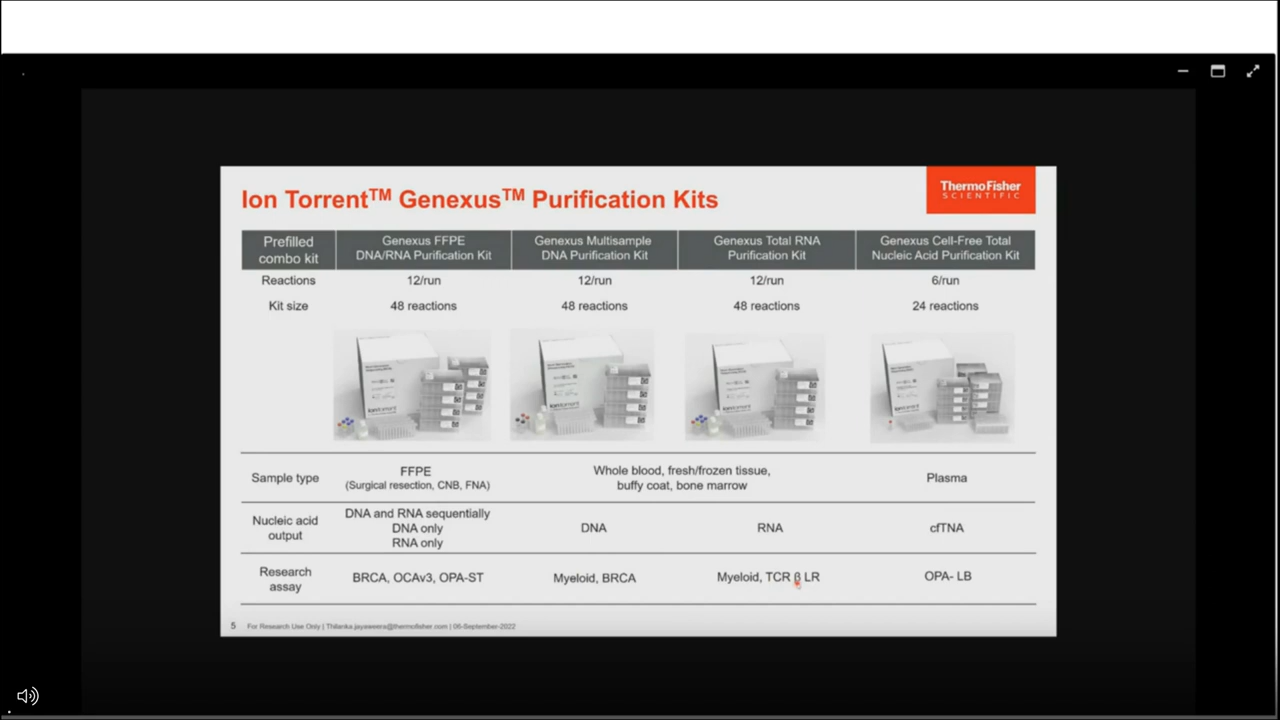 Ion Torrent™ Genexus™ Purification Kits
ThermoFisher
SCIENTIFIC
Prefilled
combo kit
Genexus FFPE
DNA/RNA Purification Kit
Genexus Multisample
DNA Purification Kit
Genexus Total RNA
Purification Kit
Genexus Cell-Free Total
Nucleic Acid Purification Kit
Reactions
12/run
12/run
12/run
6/run
Kit size
48 reactions
48 reactions
48 reactions
24 reactions
iontorrent
iontorrent
iontorrent
iontorrent
Sample type
FFPE
(Surgical resection, CNB, FNA)
Whole blood, fresh/frozen tissue,
buffy coat, bone marrow
Plasma
Nucleic acid
output
DNA and RNA sequentially
DNA only
RNA only
DNA
RNA
cfTNA
Research
assay
BRCA, OCAv3, OPA-ST
Myeloid, BRCA
Myeloid, TCR β LR
OPA- LB
5 For Research Use Only | Thilanka.jayaweera@thermofisher.com | 06-September-2022